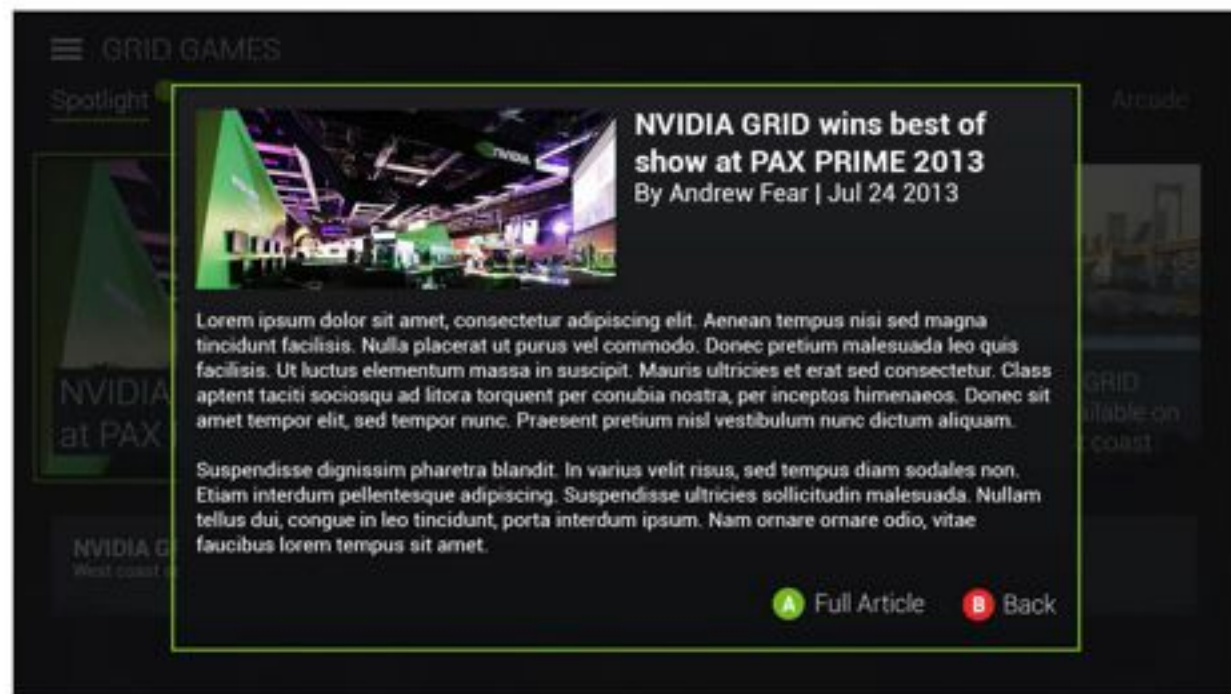 GRID GAMES
Spotlight
Arcade
NVIDIA
NVIDIA GRID wins best of
show at PAX PRIME 2013
By Andrew Fear | Jul 24 2013
Lorem ipsum dolor sit amet, consectetur adipiscing elit. Aenean tempus nisi sed magna
tincidunt facilisis. Nulla placerat ut purus vel commodo. Donec pretium malesuada leo quis
facilisis. Ut luctus elementum massa in suscipit. Mauris ultricies et erat sed consectetur. Class
aptent taciti sociosqu ad litora torquent per conubia nostra, per inceptos himenaeos. Donec sit
amet tempor elit, sed tempor nunc. Praesent pretium nisl vestibulum nunc dictum aliquam.
Suspendisse dignissim pharetra blandit. In varius velit risus, sed tempus diam sodales non.
Etiam interdum pellentesque adipiscing. Suspendisse ultricies sollicitudin malesuada. Nullam
tellus dui, congue in leo tincidunt, porta interdum ipsum. Nam ornare ornare odio, vitae
faucibus lorem tempus sit amet.
A Full Article B Back
NVIDIA
at PAX
GRID
on
coast
NVIDIA G
West coast